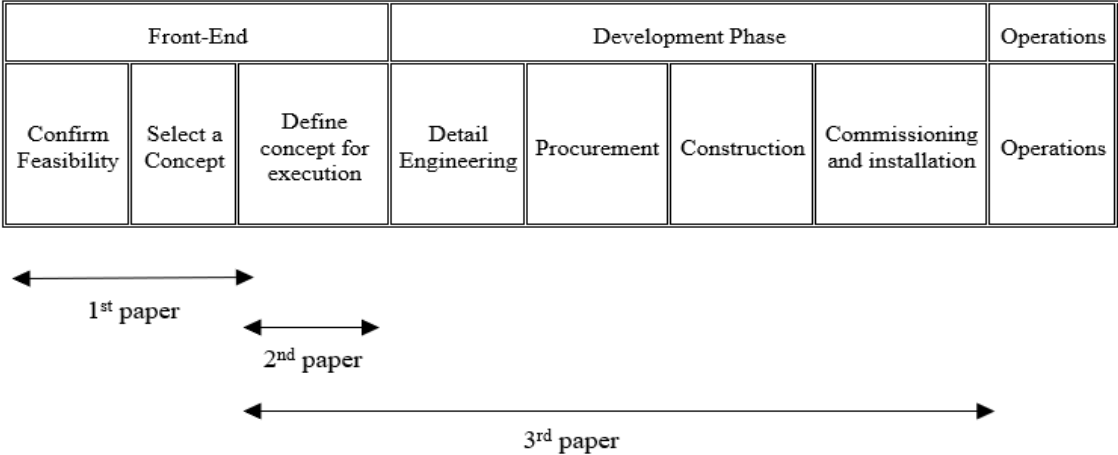 Front-End
Development Phase
Operations
Confirm
Feasibility
Select a
Concept
Define
concept for
execution
Detail
Engineering
Procurement
Construction
Commissioning
and installation
Operations
1st paper
2nd paper
3rd paper